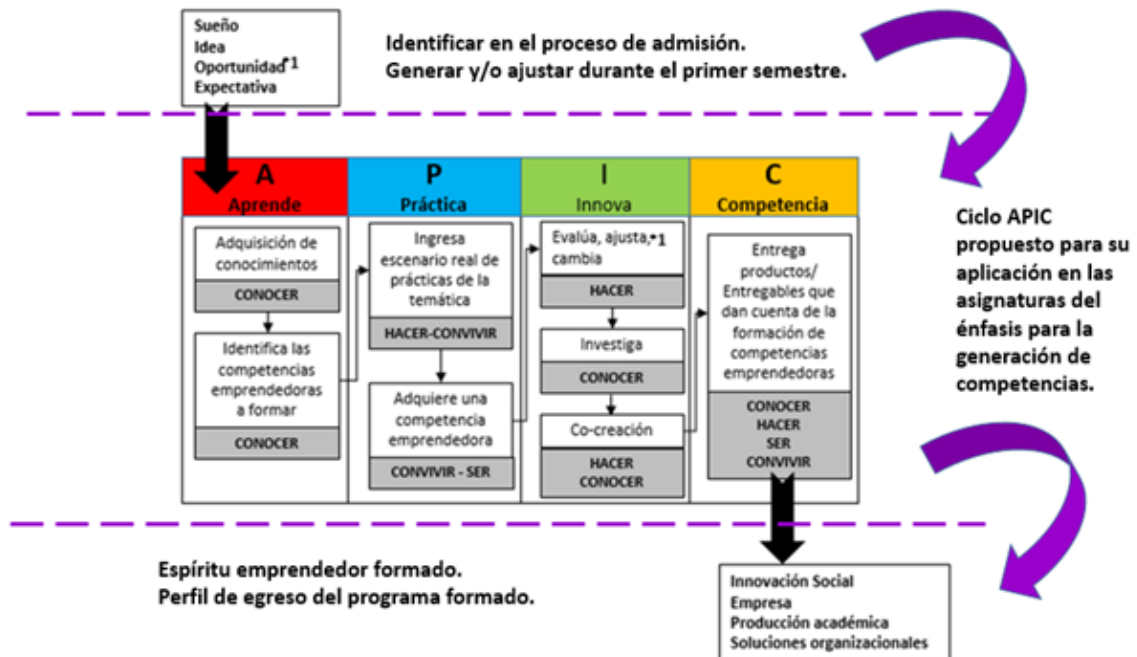 Sueño
Idea
Oportunidad*1
Expectativa
Identificar en el proceso de admisión.
Generar y/o ajustar durante el primer semestre.
A
Aprende
P
Práctica
I
Innova
C
Competencia
Adquisición de
conocimientos
CONOCER
Identifica las
competencias
emprendedoras
a formar
CONOCER
Ingresa
escenario real de
prácticas de la
temática
HACER-CONVIVIR
Adquiere una
competencia
emprendedora
CONVIVIR - SER
Evalúa, ajusta,*1
cambia
HACER
Investiga
CONOCER
Co-creación
HACER
CONOCER
Entrega
productos/
Entregables que
dan cuenta de la
formación de
competencias
emprendedoras
CONOCER
HACER
SER
CONVIVIR
Ciclo APIC
propuesto para su
aplicación en las
asignaturas del
énfasis para la
generación de
competencias.
Espíritu emprendedor formado.
Perfil de egreso del programa formado.
Innovación Social
Empresa
Producción académica
Soluciones organizacionales